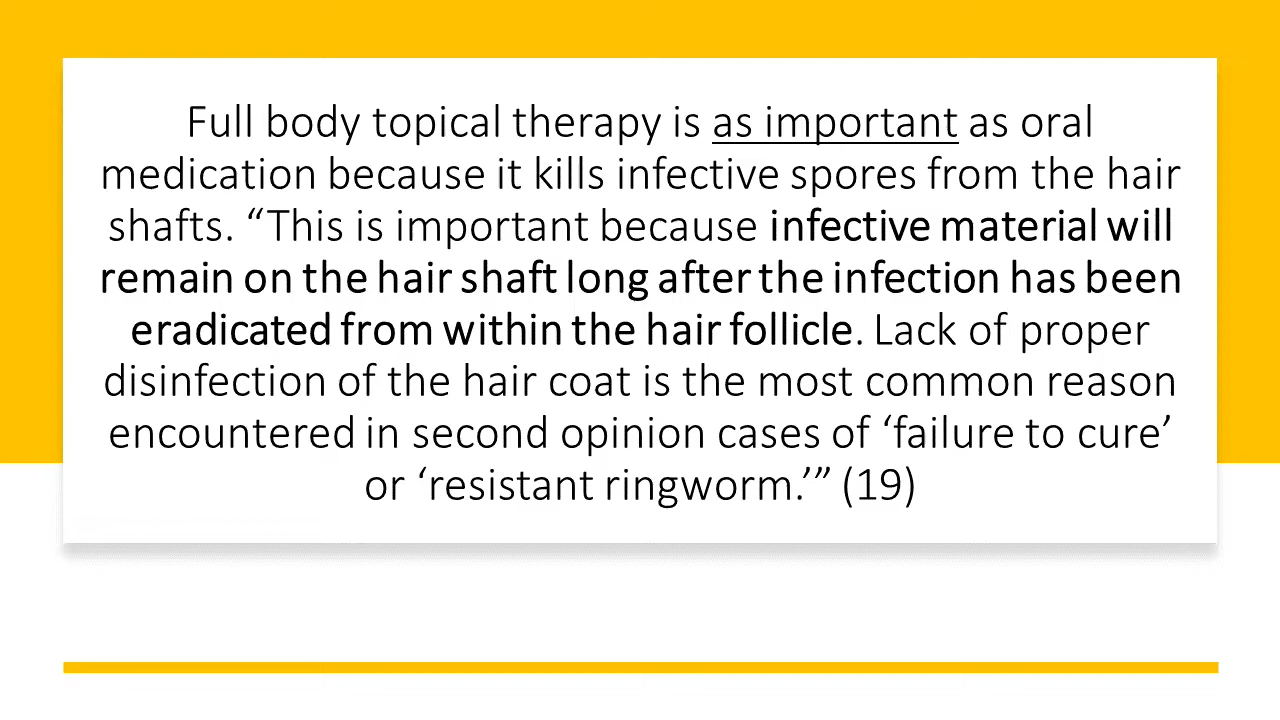 Full body topical therapy is as important as oral
medication because it kills infective spores from the hair
shafts. “This is important because infective material will
remain on the hair shaft long after the infection has been
eradicated from within the hair follicle. Lack of proper
disinfection of the hair coat is the most common reason
encountered in second opinion cases of ‘failure to cure’
or ‘resistant ringworm.’” (19)